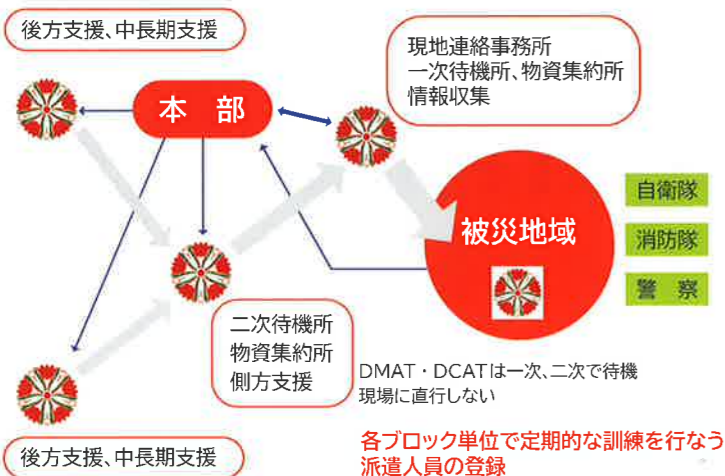 後方支援、中長期支援
本 部
現地連絡事務所
一次待機所、物資集約所
情報収集
被災地域
自衛隊
消防隊
警 察
二次待機所
物資集約所
側方支援
DMAT・DCATは一次、二次で待機
現場に直行しない
後方支援、中長期支援
各ブロック単位で定期的な訓練を行なう
派遣人員の登録